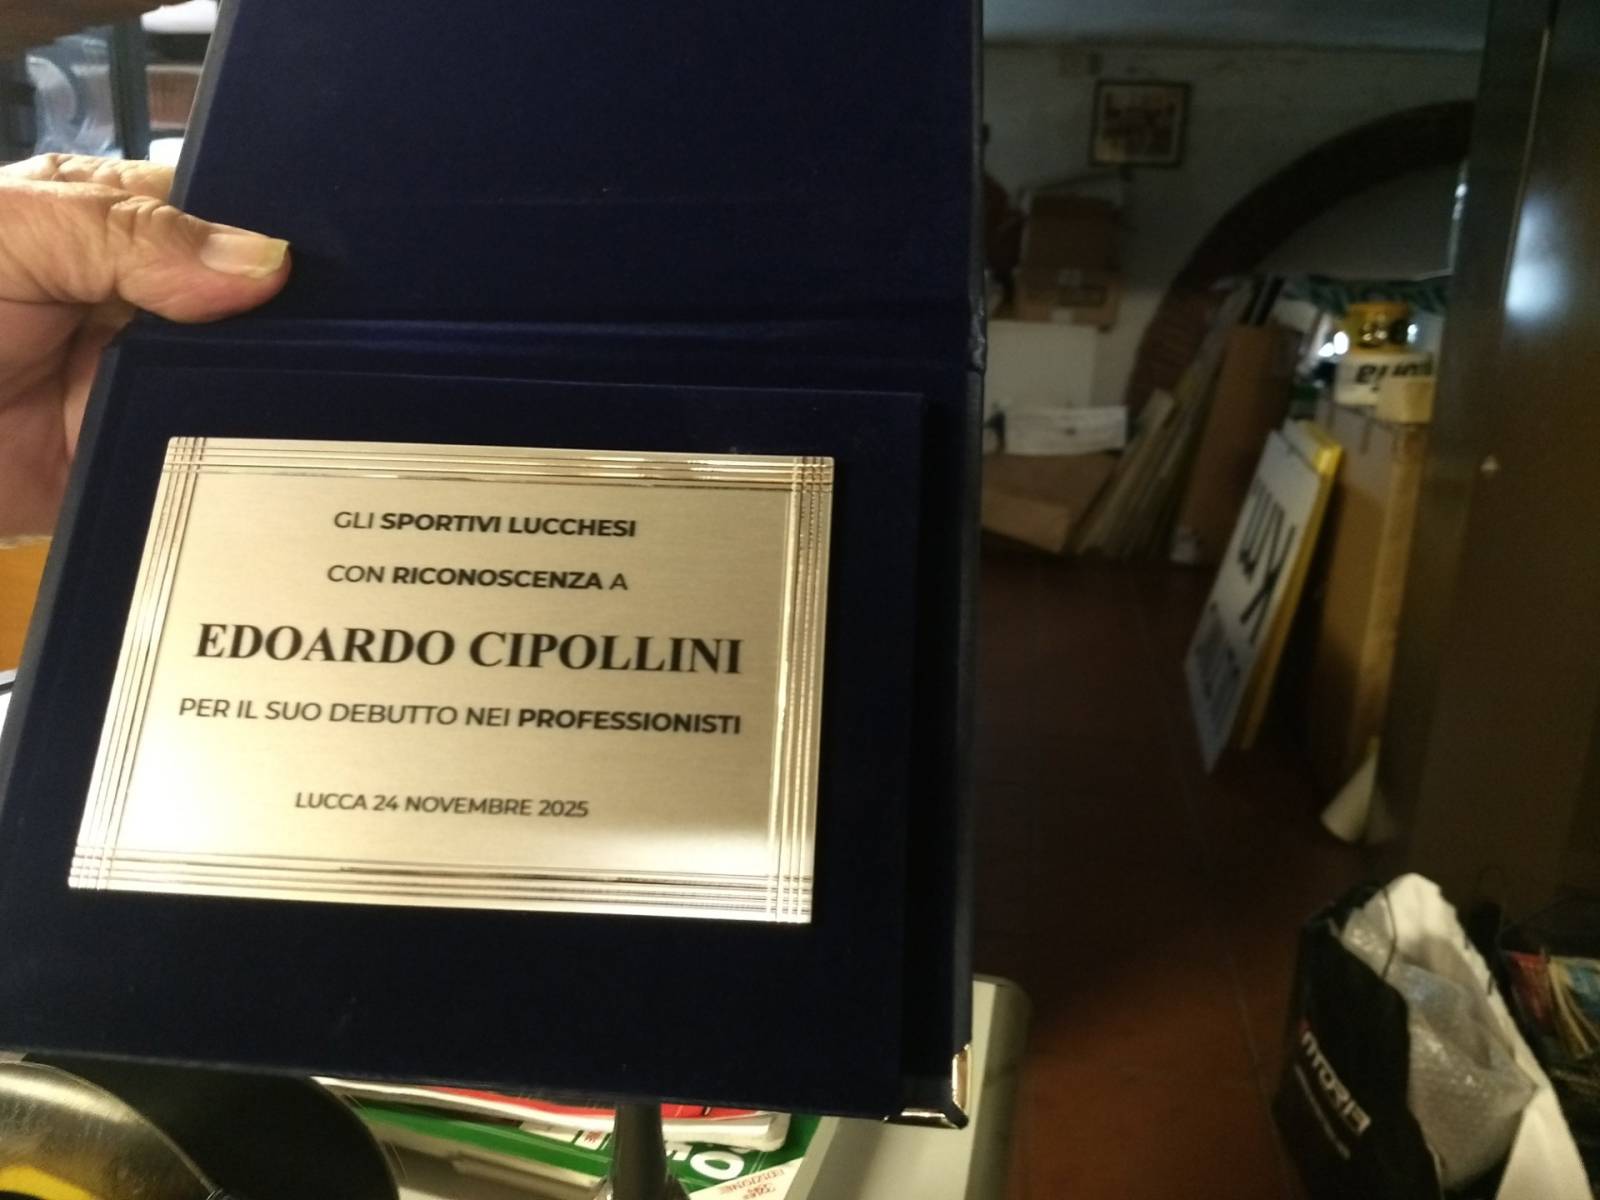 GLI SPORTIVI LUCCHESI
CON RICONOSCENZA A
EDOARDO CIPOLLINI
PER IL SUO DEBUTTO NEI PROFESSIONISTI
LUCCA 24 NOVEMBRE 2025